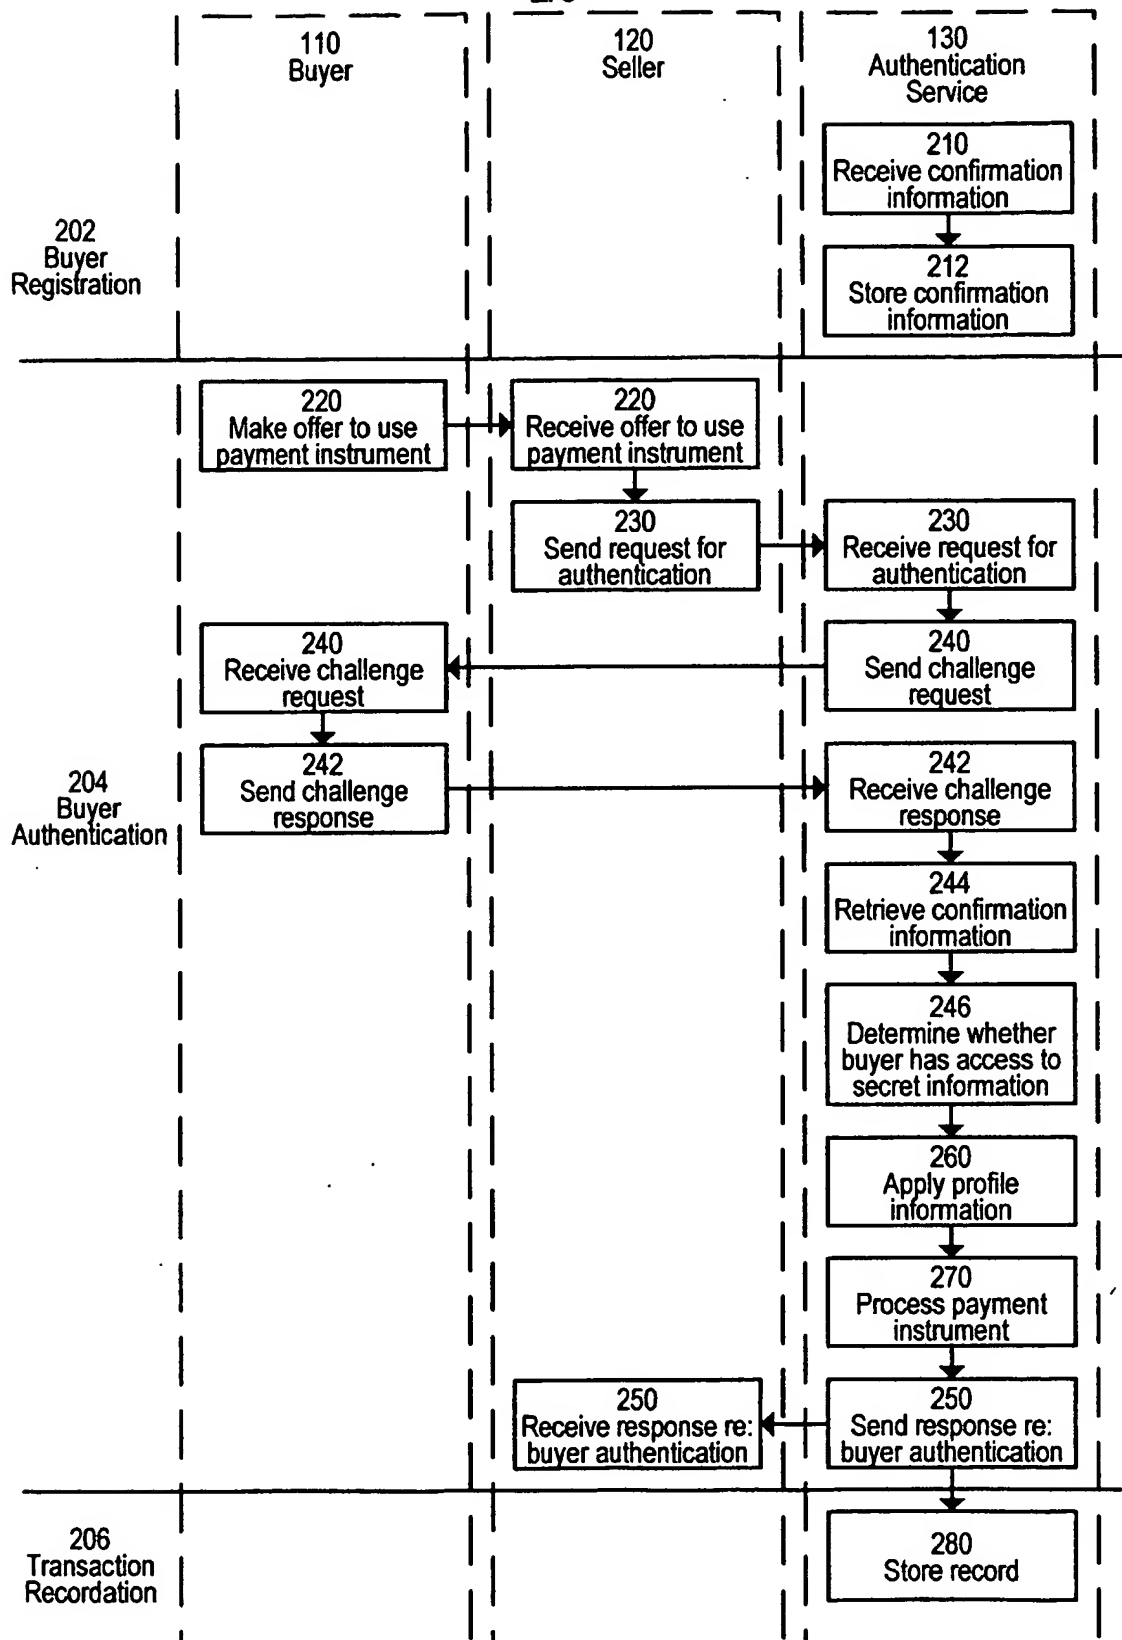 110
Buyer
120
Seller
130
Authentication
Service
210
Receive confirmation
information
202
Buyer
Registration
212
Store confirmation
information
220
Make offer to use
payment instrument
220
Receive offer to use
payment instrument
230
Send request for
authentication
230
Receive request for
authentication
240
Receive challenge
request
240
Send challenge
request
204
Buyer
Authentication
242
Send challenge
response
242
Receive challenge
response
244
Retrieve confirmation
information
246
Determine whether
buyer has access to
secret information
260
Apply profile
information
270
Process payment
instrument
250
Receive response re:
buyer authentication
250
Send response re:
buyer authentication
206
Transaction
Recordation
280
Store record